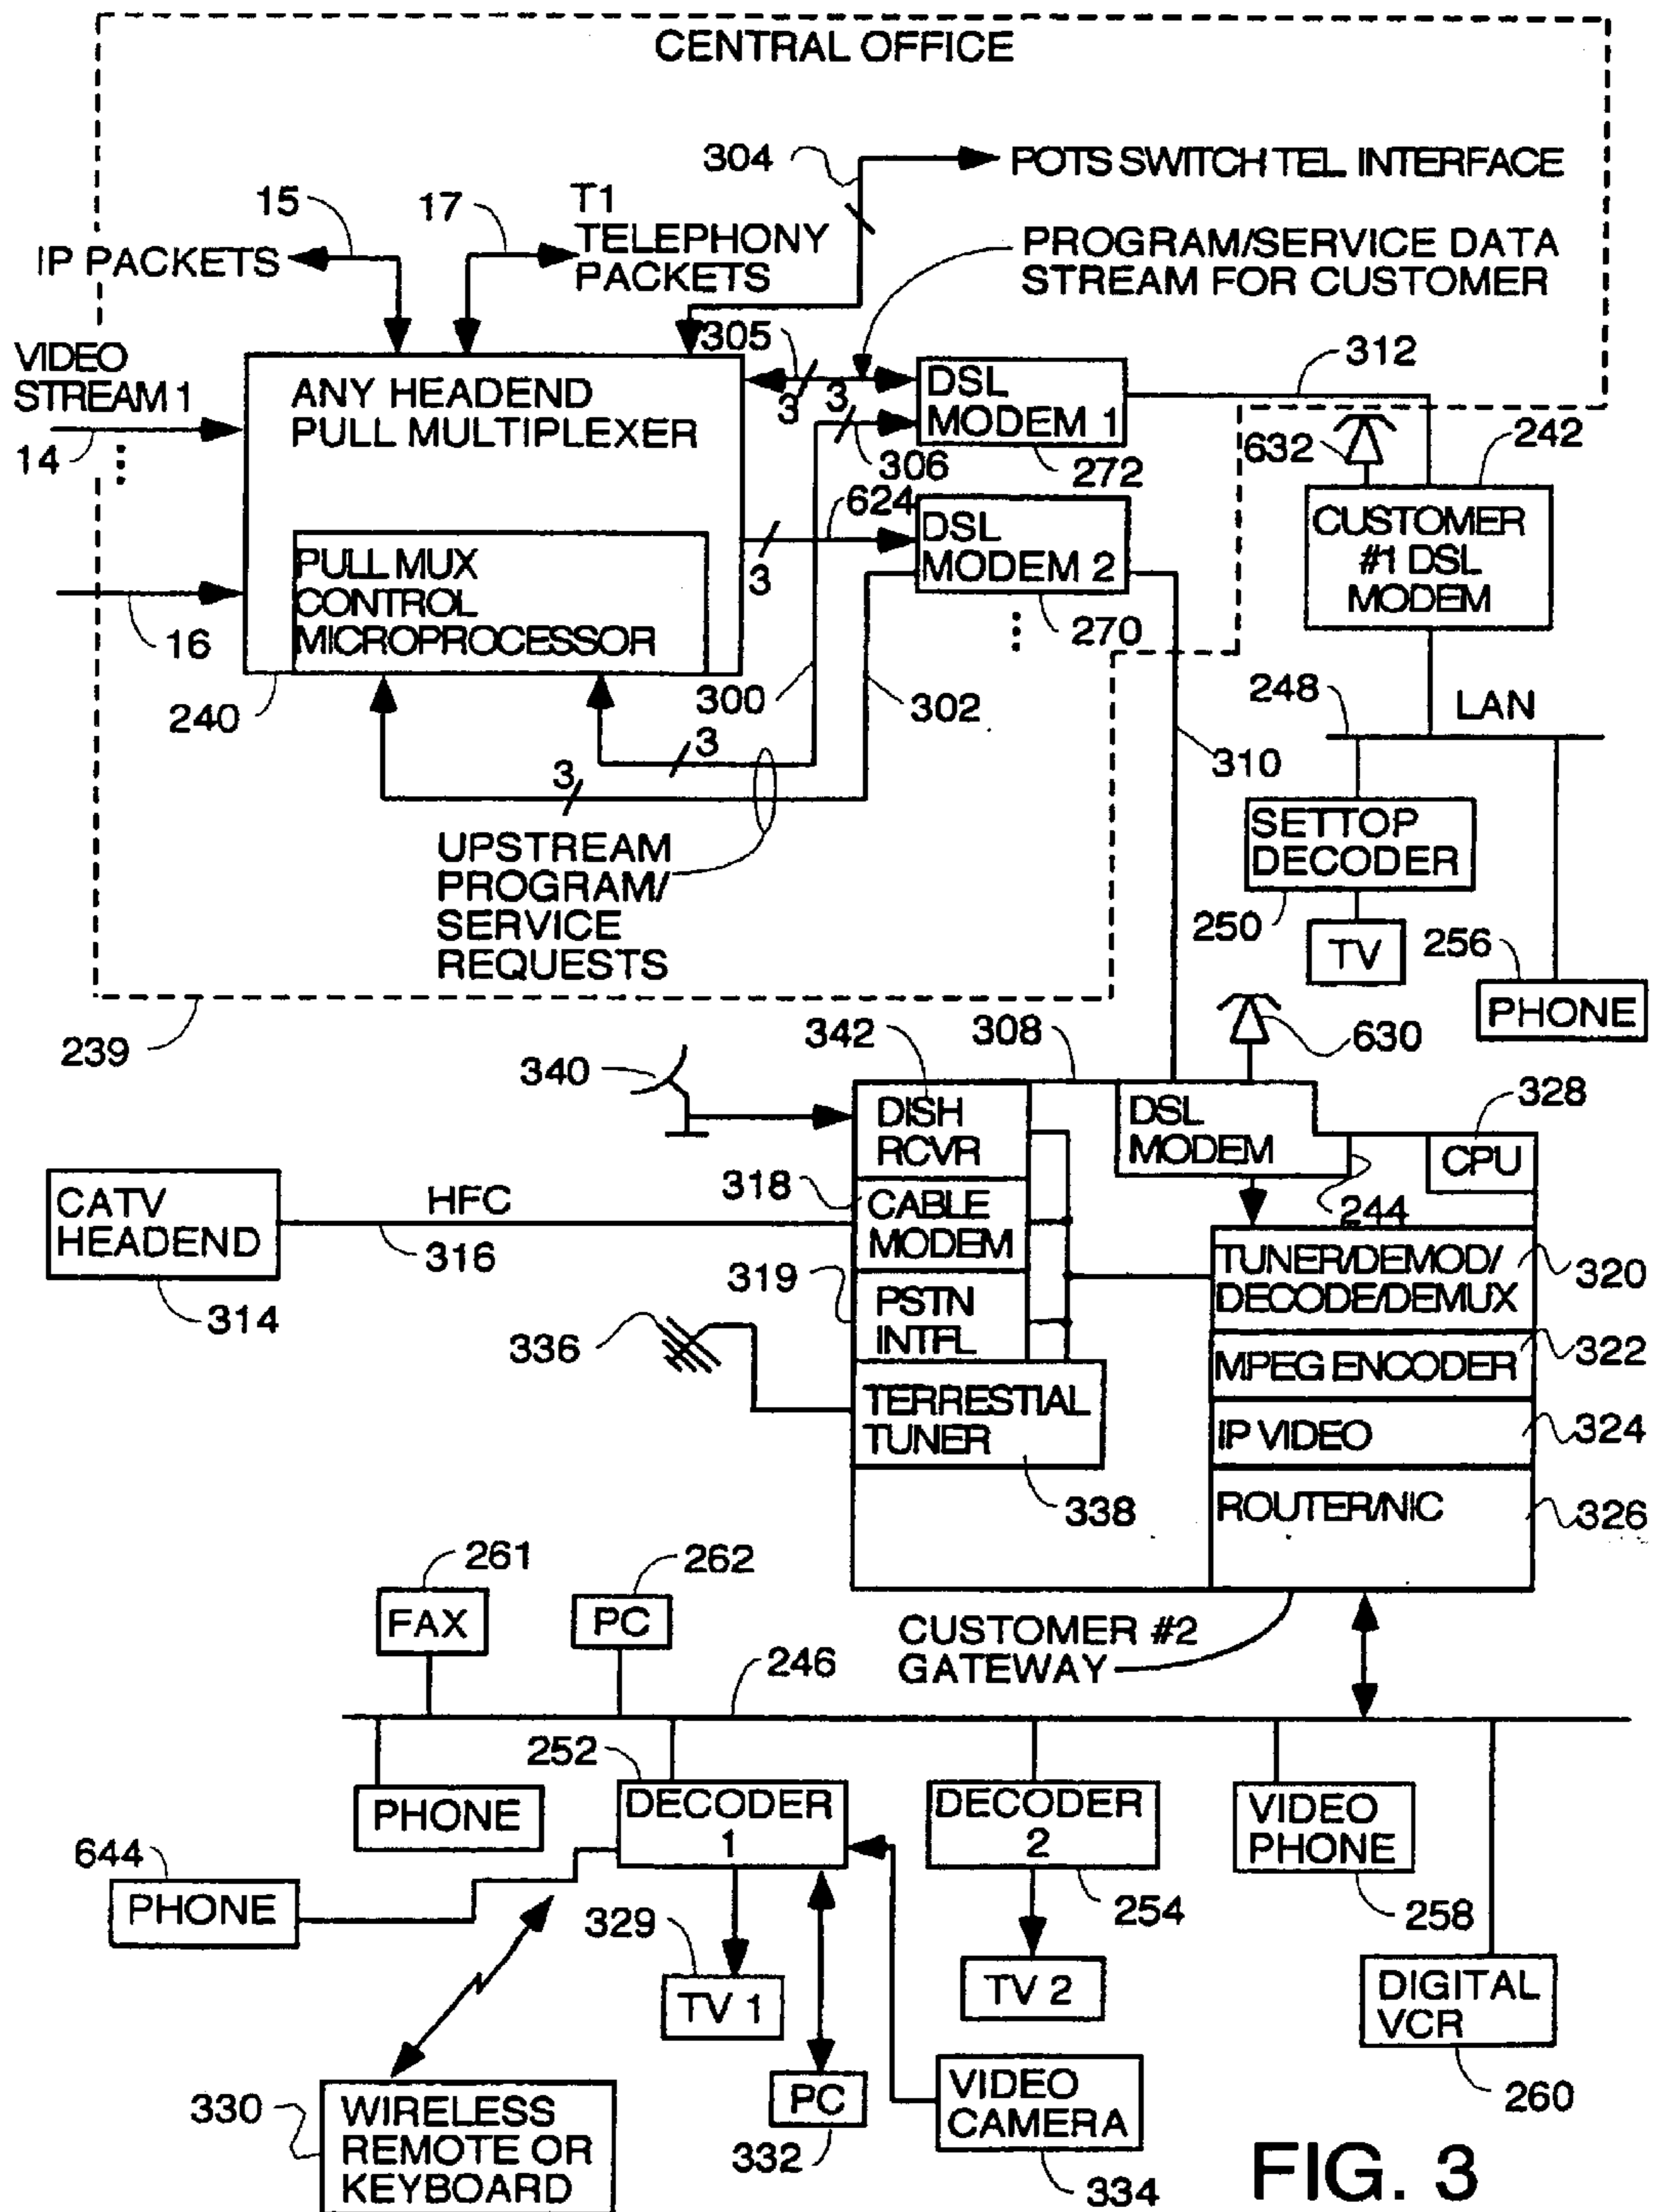 CENTRAL OFFICE
304
POTS SWITCH TEL. INTERFACE
15
17
T1
TELEPHONY
PACKETS
IP PACKETS
PROGRAM/SERVICE DATA
STREAM FOR CUSTOMER
VIDEO
STREAM 1
14
16
ANY HEADEND
PULL MULTIPLEXER
PULL MUX
CONTROL
MICROPROCESSOR
240
305
3
3
306
DSL
MODEM 1
272
312
624
3
DSL
MODEM 2
270
300
302
3
3
310
UPSTREAM
PROGRAM/
SERVICE
REQUESTS
239
632
242
CUSTOMER
#1 DSL
MODEM
248
LAN
SETTOP
DECODER
250
TV
256
PHONE
340
342
308
630
DISH
RCVR
DSL
MODEM
328
CPU
244
CATV
HEADEND
314
HFC
316
318
CABLE
MODEM
319
PSTN
INTFL
336
TERRESTIAL
TUNER
338
TUNER/DEMOD/
DECODE/DEMUX
320
MPEG ENCODER
322
IP VIDEO
324
ROUTER/NIC
326
261
FAX
262
PC
CUSTOMER #2
GATEWAY
246
252
PHONE
DECODER
1
DECODER
2
254
VIDEO
PHONE
258
644
PHONE
329
TV 1
TV 2
DIGITAL
VCR
260
330
WIRELESS
REMOTE OR
KEYBOARD
PC
332
VIDEO
CAMERA
334
FIG. 3